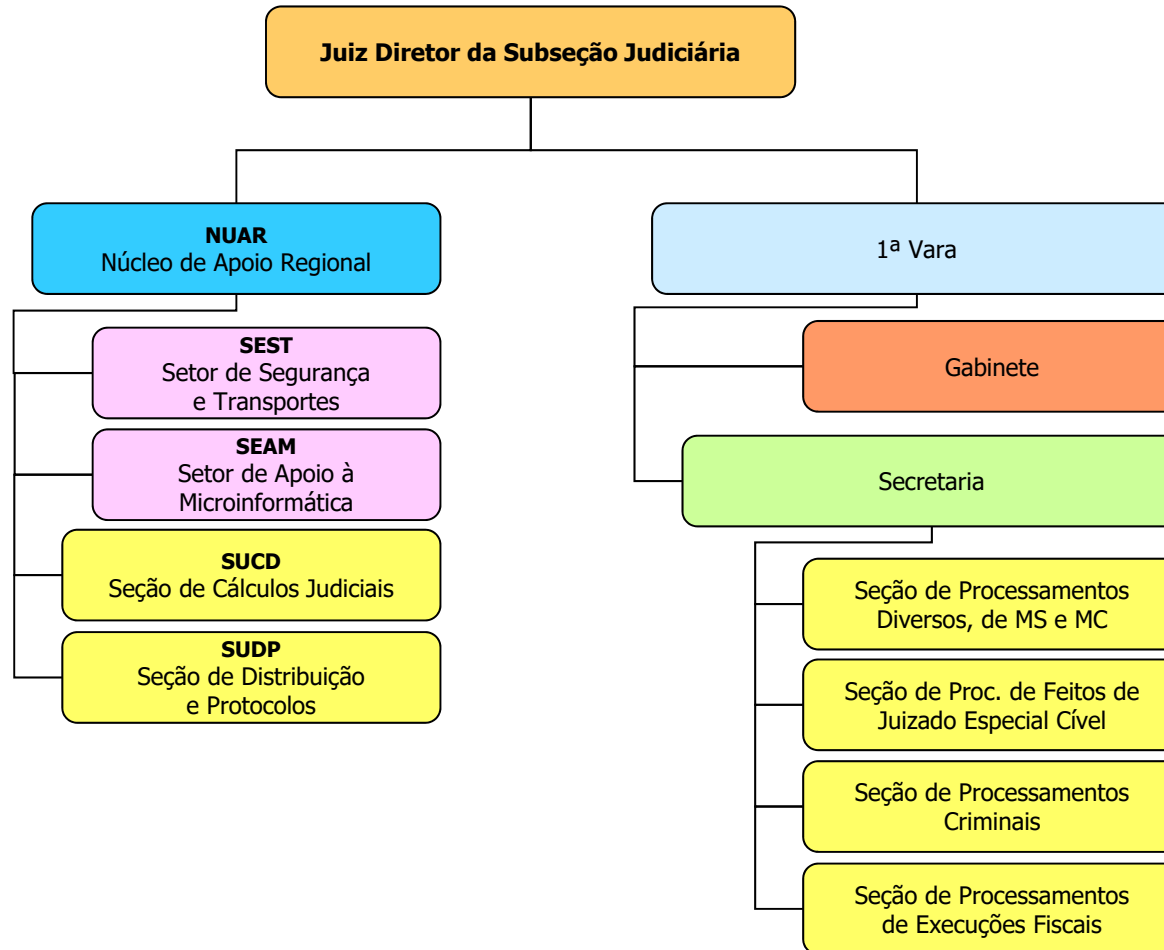 Juiz Diretor da Subseção Judiciária
NUAR
Núcleo de Apoio Regional
SEST
Setor de Segurança
e Transportes
SEAM
Setor de Apoio à
Microinformática
SUCD
Seção de Cálculos Judiciais
SUDP
Seção de Distribuição
e Protocolos
1ª Vara
Gabinete
Secretaria
Seção de Processamentos
Diversos, de MS e MC
Seção de Proc. de Feitos de
Juizado Especial Cível
Seção de Processamentos
Criminais
Seção de Processamentos
de Execuções Fiscais